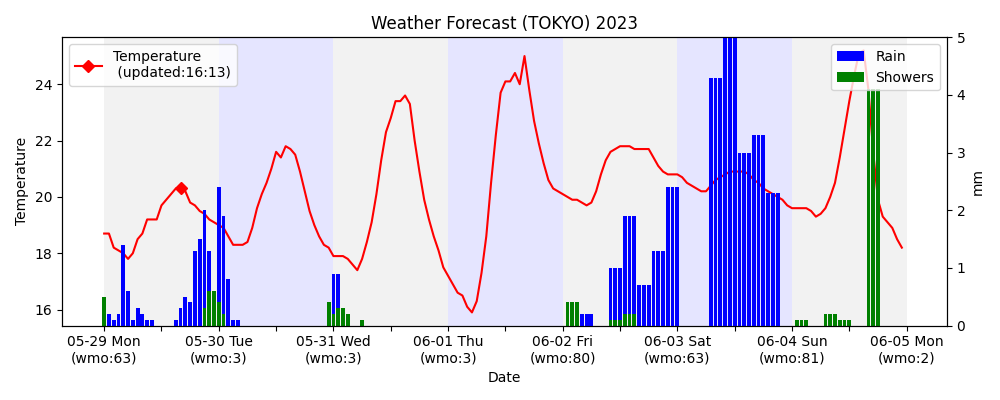 Weather Forecast (TOKYO) 2023
Temperature
(updated:16:13)
Rain
Showers
24
22
20
18
16
Temperature
5
4
3
2
1
0
mm
05-29 Mon
(wmo:63)
05-30 Tue
(wmo:3)
05-31 Wed
(wmo:3)
06-01 Thu
(wmo:3)
06-02 Fri
(wmo:80)
06-03 Sat
(wmo:63)
06-04 Sun
(wmo:81)
06-05 Mon
(wmo:2)
Date